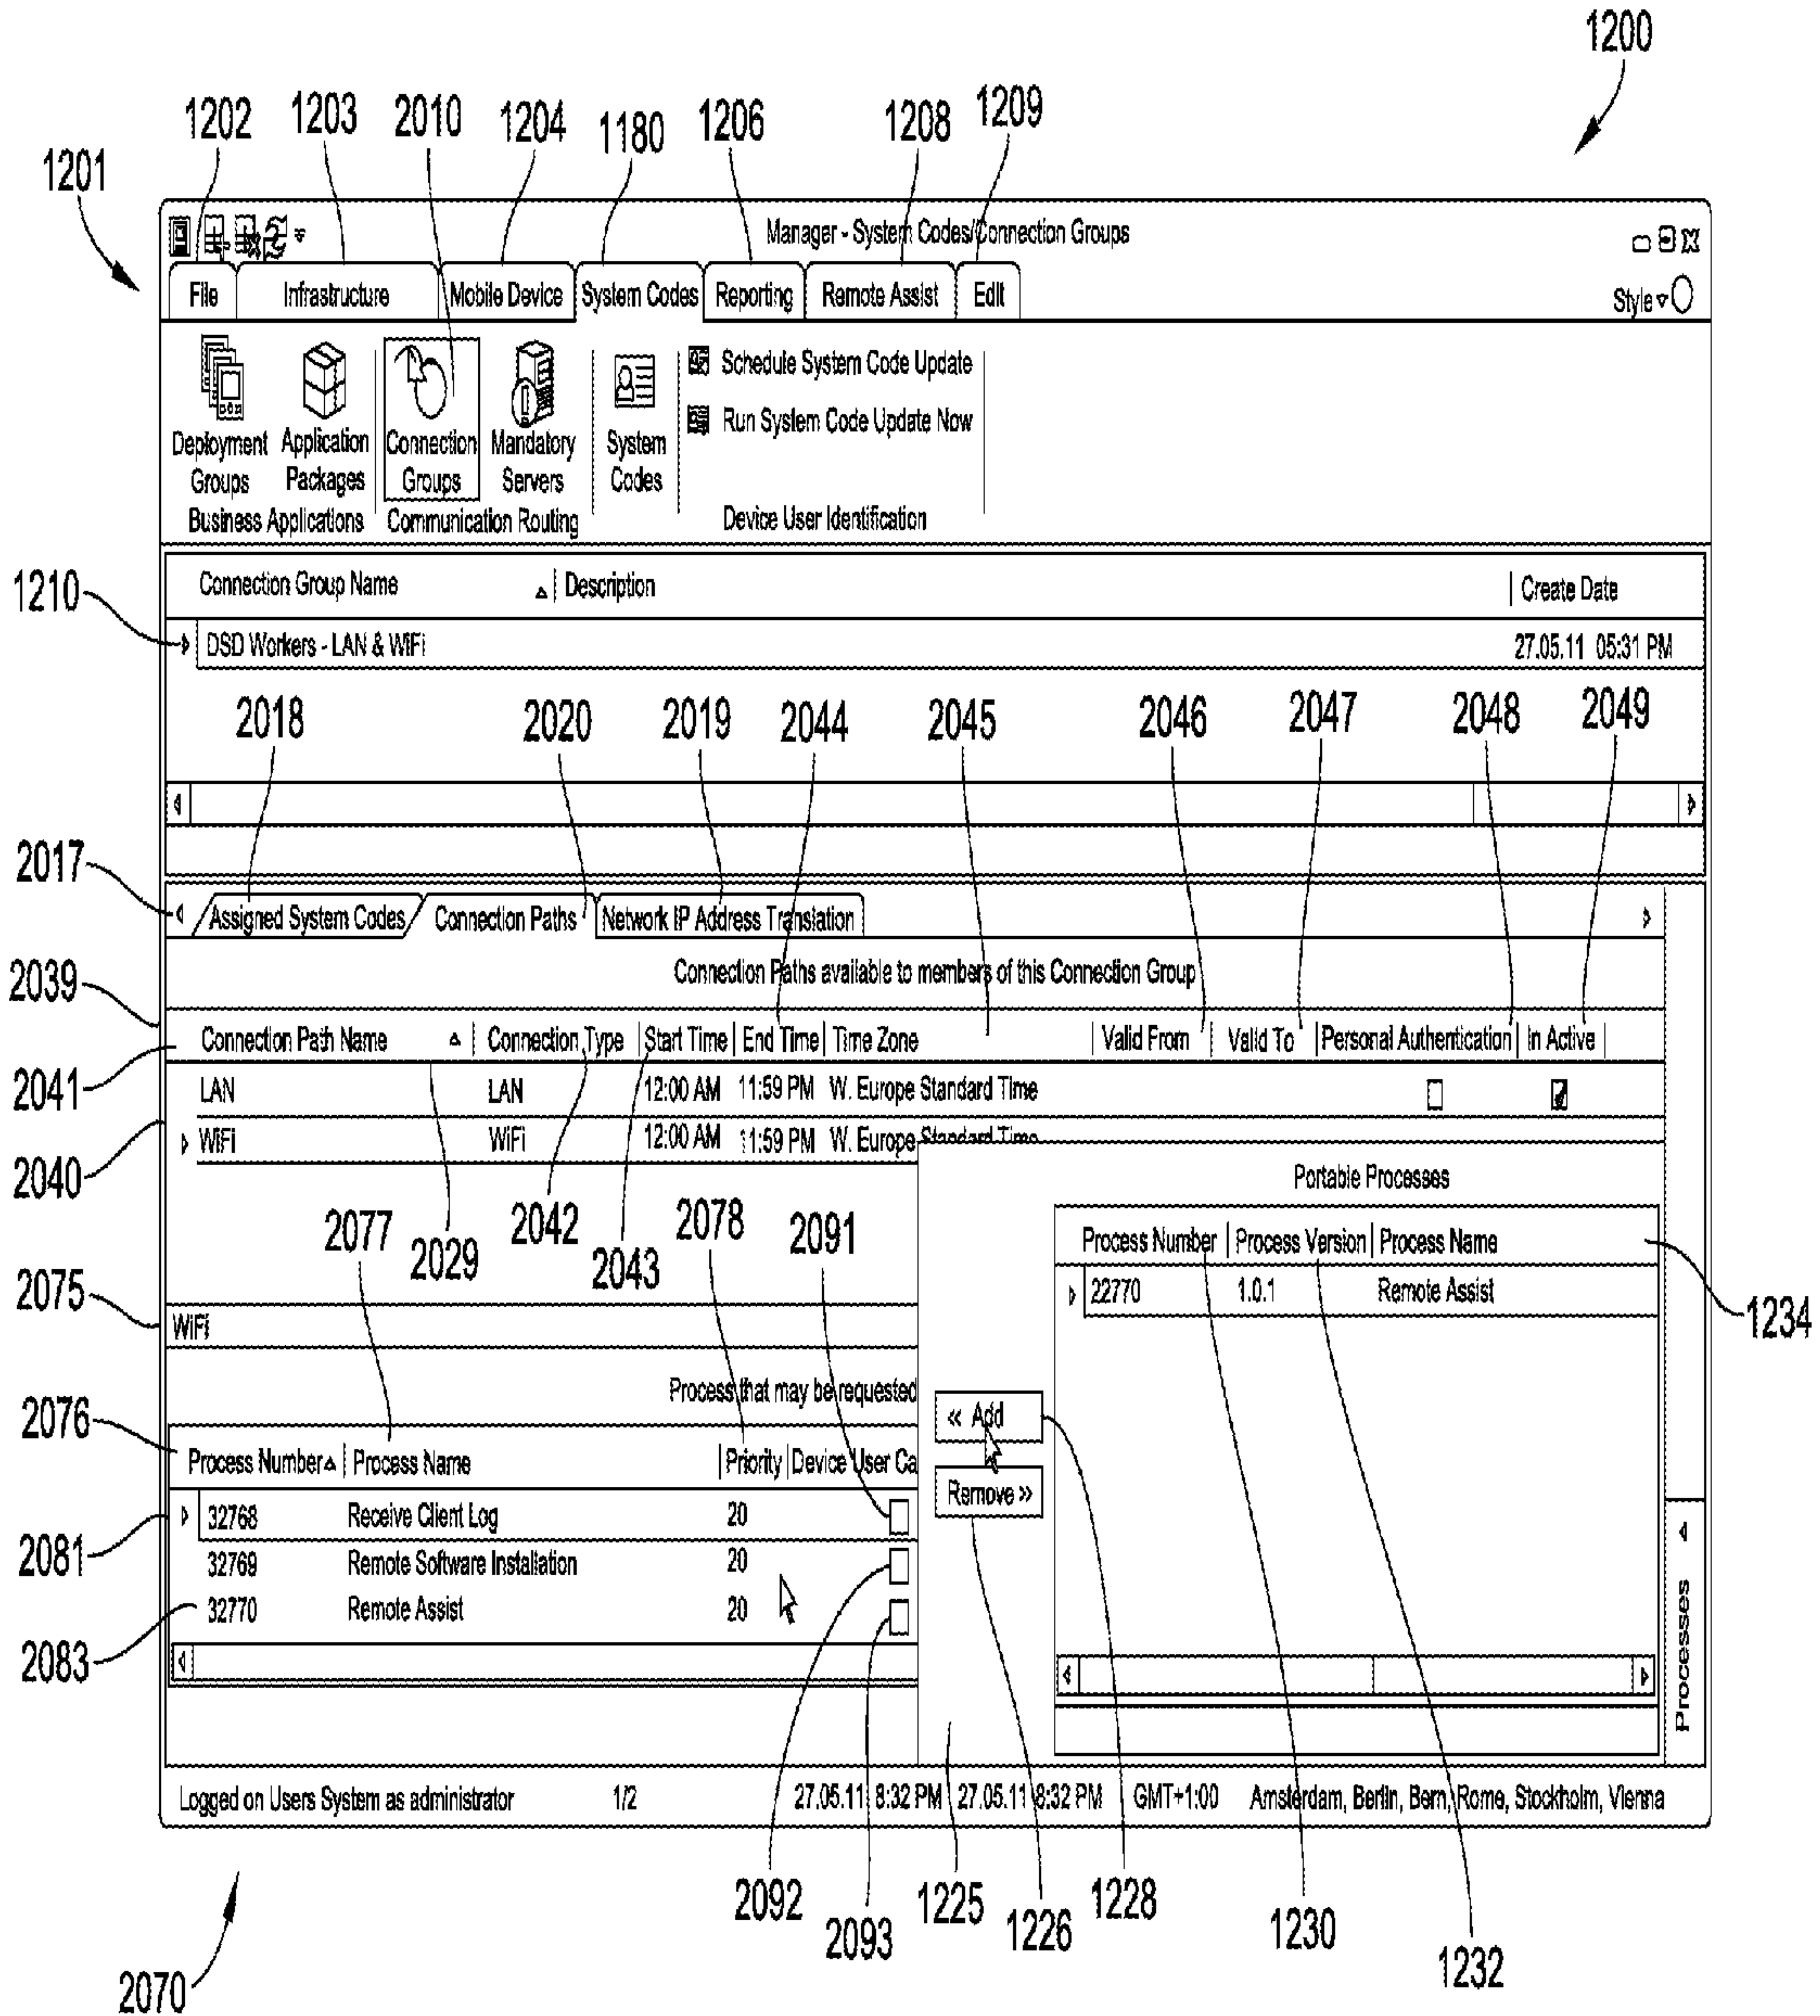 1200
1202 1203 2010 1204 1180 1206 1208 1209
1201
Manager - System Codes/Connection Groups
File Infrastructure Mobile Device System Codes Reporting Remote Assist Edit
Style
Schedule System Code Update
Run System Code Update Now
Deployment Groups
Application Packages
Connection Groups
Mandatory Servers
System Codes
Business Applications
Communication Routing
Device User Identification
1210
Connection Group Name Description Create Date
DSD Workers - LAN & WiFi 27.05.11 05:31 PM
2018 2020 2019 2044 2045 2046 2047 2048 2049
2017
Assigned System Codes Connection Paths Network IP Address Translation
Connection Paths available to members of this Connection Group
2039
Connection Path Name Connection Type Start Time End Time Time Zone Valid From Valid To Personal Authentication In Active
2041
LAN LAN 12:00 AM 11:59 PM W. Europe Standard Time
2040
WiFi WiFi 12:00 AM 11:59 PM W. Europe Standard Time
Portable Processes
2077 2029 2042 2043 2078 2091
Process Number Process Version Process Name
22770 1.0.1 Remote Assist
1234
2075
WiFi
Process that may be requested
2076
« Add
Remove »
Process Number Process Name Priority Device User Ca
2081
32768 Receive Client Log 20
32769 Remote Software Installation 20
32770 Remote Assist 20
2083
Processes
Logged on Users System as administrator 1/2 27.05.11 8:32 PM 27.05.11 8:32 PM GMT+1:00 Amsterdam, Berlin, Bern, Rome, Stockholm, Vienna
2092 2093 1225 1226 1228 1230 1232
2070